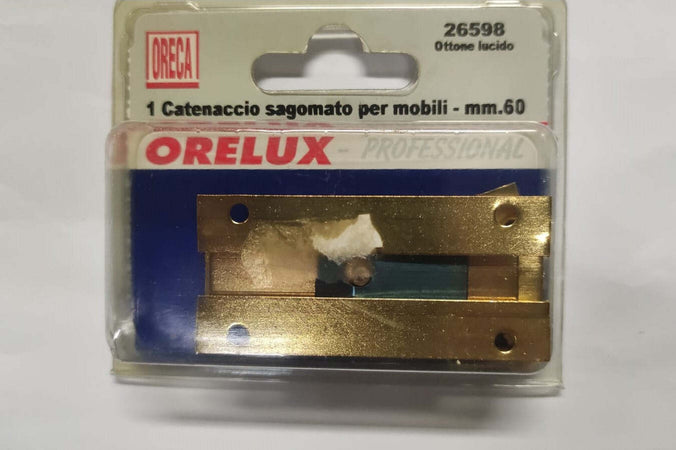 ORECA
26598
Ottone lucido
1 Catenaccio sagomato per mobili - mm.60
ORELUX - PROFESSIONAL